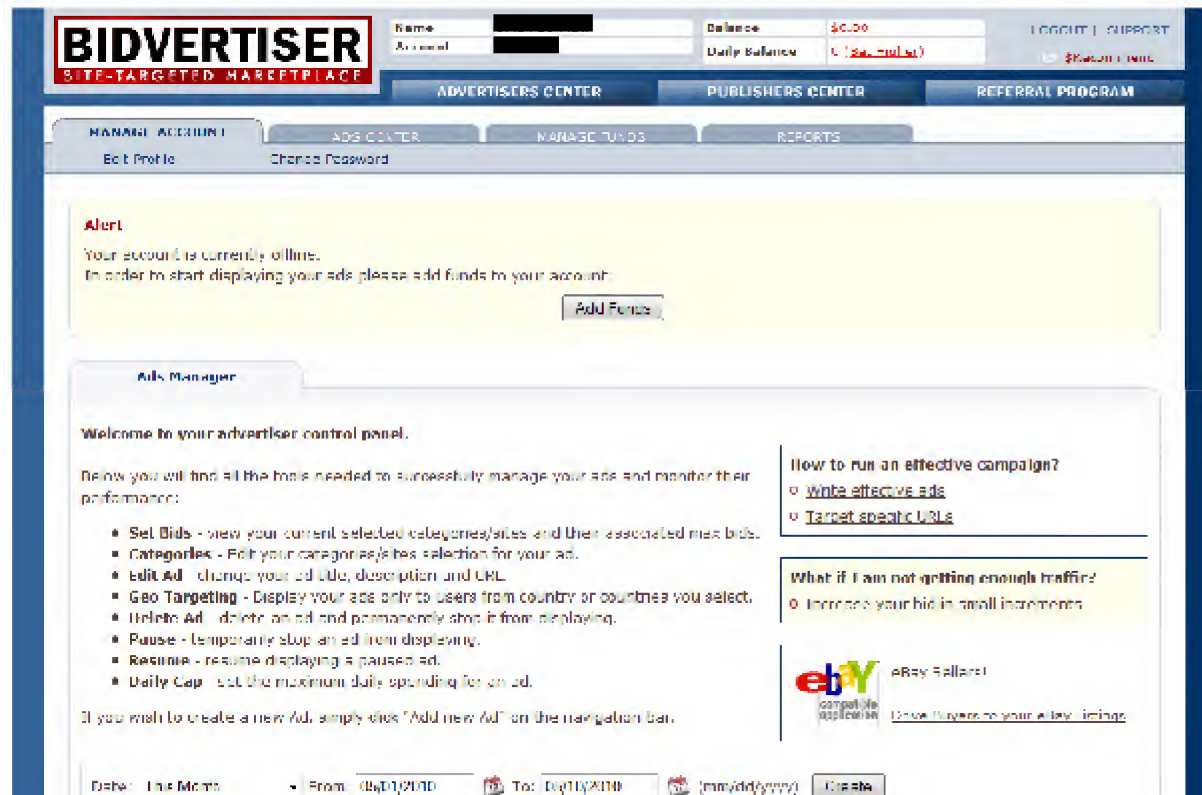 BIDVERTISER
SITE-TARGETED MARKETPLACE
Name
Account
Balance $0.00
Daily Balance
LOGOUT | SUPPORT
ADVERTISERS CENTER
PUBLISHERS CENTER
REFERRAL PROGRAM
MANAGE ACCOUNT
ADS CENTER
MANAGE FUNDS
REPORTS
Edit Profile
Change Password
Alert
Your account is currently offline.
In order to start displaying your ads please add funds to your account.
Add Funds
Ads Manager
Welcome to your advertiser control panel.
Below you will find all the tools needed to successfully manage your ads and monitor their
performance:
• Set Bids - view your current selected categories/sites and their associated max bids.
• Categories - Edit your categories/sites selection for your ad.
• Edit Ad - change your ad title, description and URL.
• Geo Targeting - Display your ads only to users from country or countries you select.
• Delete Ad - delete an ad and permanently stop it from displaying.
• Pause - temporarily stop an ad from displaying.
• Resume - resume displaying a paused ad.
• Daily Cap - set the maximum daily spending for an ad.
If you wish to create a new Ad, simply click "Add new Ad" on the navigation bar.
How to run an effective campaign?
Write effective ads
Target specific URLs
What if I am not getting enough traffic?
Increase your bid in small increments
ebaY
compatible
application
eBay Sellers!
Drive Buyers to your eBay Listings
Date: This Month From: 05/01/2010 To: (mm/dd/yyyy) Create